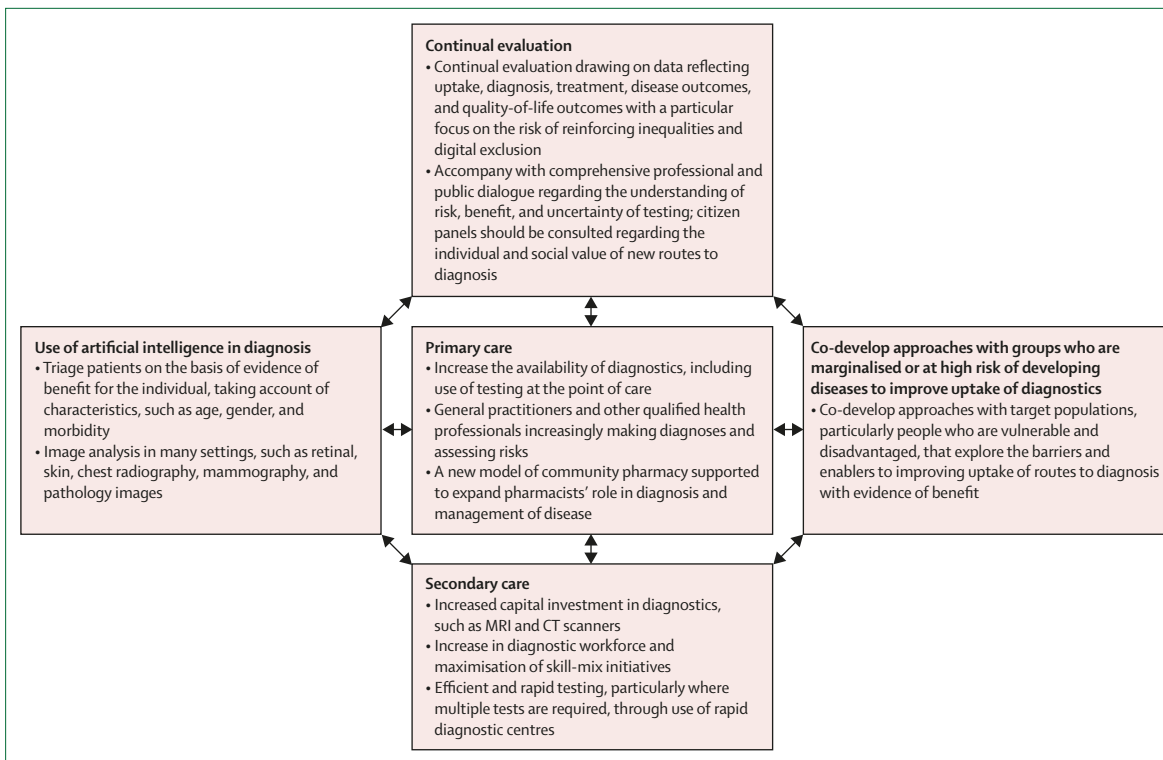 Continual evaluation
• Continual evaluation drawing on data reflecting
uptake, diagnosis, treatment, disease outcomes,
and quality-of-life outcomes with a particular
focus on the risk of reinforcing inequalities and
digital exclusion
• Accompany with comprehensive professional and
public dialogue regarding the understanding of
risk, benefit, and uncertainty of testing; citizen
panels should be consulted regarding the
individual and social value of new routes to
diagnosis
Use of artificial intelligence in diagnosis
• Triage patients on the basis of evidence of
benefit for the individual, taking account of
characteristics, such as age, gender, and
morbidity
• Image analysis in many settings, such as retinal,
skin, chest radiography, mammography, and
pathology images
Primary care
• Increase the availability of diagnostics, including
use of testing at the point of care
• General practitioners and other qualified health
professionals increasingly making diagnoses and
assessing risks
• A new model of community pharmacy supported
to expand pharmacists' role in diagnosis and
management of disease
Co-develop approaches with groups who are
marginalised or at high risk of developing
diseases to improve uptake of diagnostics
• Co-develop approaches with target populations,
particularly people who are vulnerable and
disadvantaged, that explore the barriers and
enablers to improving uptake of routes to diagnosis
with evidence of benefit
Secondary care
• Increased capital investment in diagnostics,
such as MRI and CT scanners
• Increase in diagnostic workforce and
maximisation of skill-mix initiatives
• Efficient and rapid testing, particularly where
multiple tests are required, through use of rapid
diagnostic centres